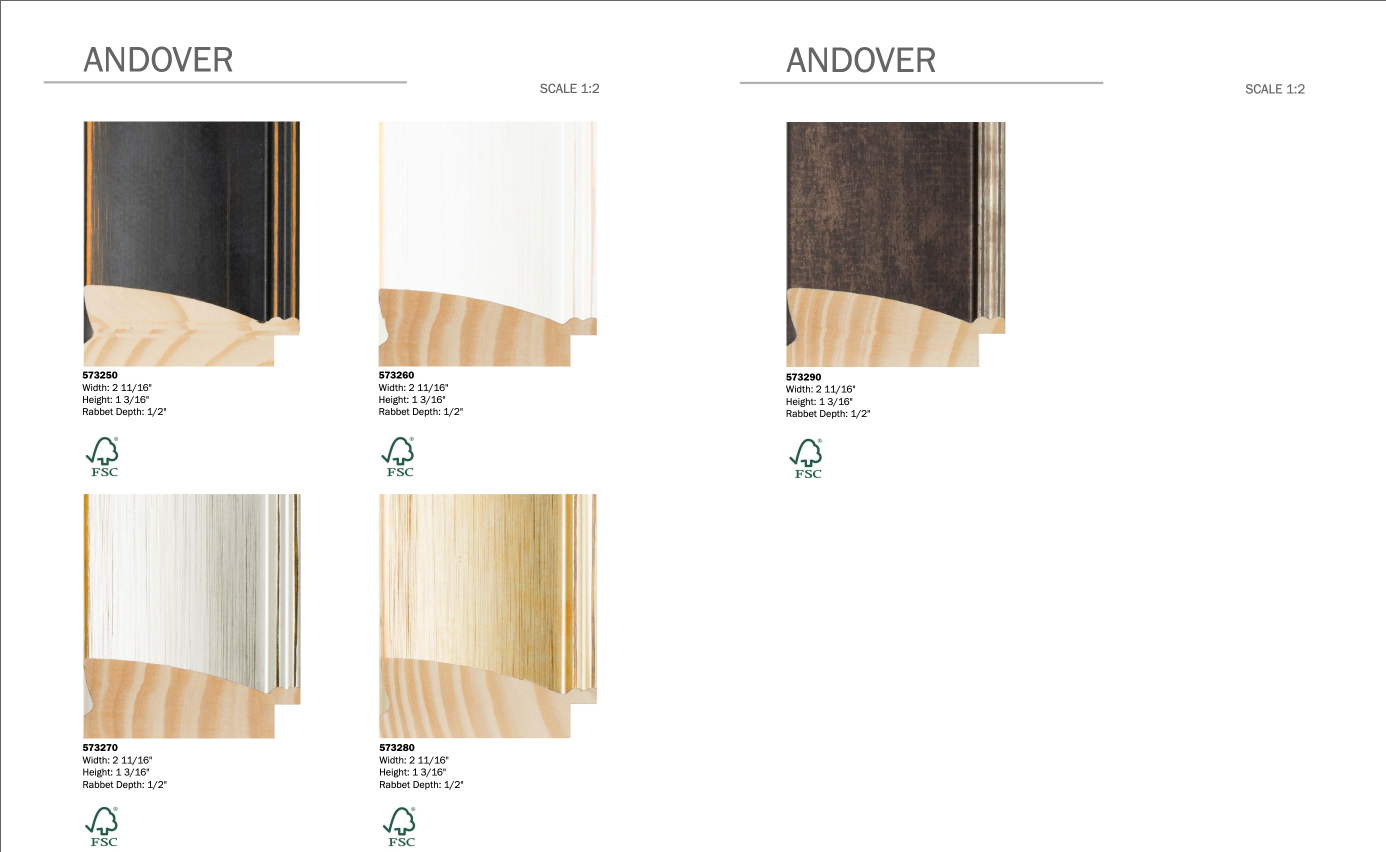 ANDOVER
SCALE 1:2
573250
Width: 2 11/16"
Height: 1 3/16"
Rabbet Depth: 1/2"
FSC
®
573260
Width: 2 11/16"
Height: 1 3/16"
Rabbet Depth: 1/2"
FSC
®
573270
Width: 2 11/16"
Height: 1 3/16"
Rabbet Depth: 1/2"
FSC
®
573280
Width: 2 11/16"
Height: 1 3/16"
Rabbet Depth: 1/2"
FSC
®
ANDOVER
SCALE 1:2
573290
Width: 2 11/16"
Height: 1 3/16"
Rabbet Depth: 1/2"
FSC
®